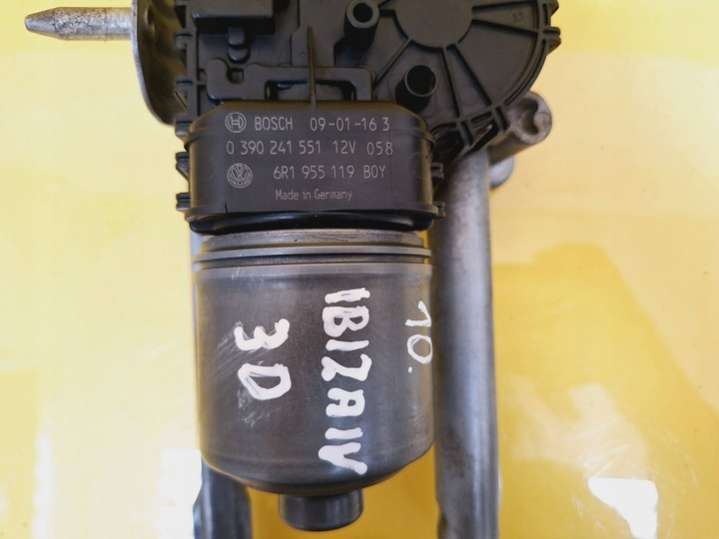 BOSCH 09-01-16 3
0 390 241 551 12V 058
6R1 955 119 B0Y
Made in Germany
IBIZA IV
3D
10.